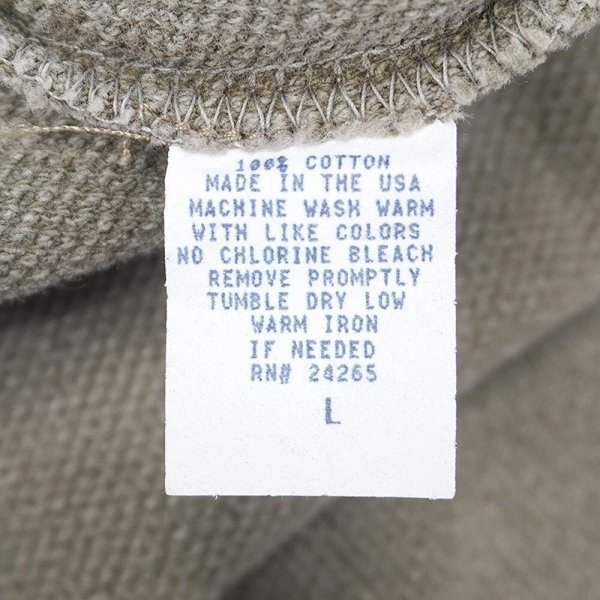 100% COTTON
MADE IN THE USA
MACHINE WASH WARM
WITH LIKE COLORS
NO CHLORINE BLEACH
REMOVE PROMPTLY
TUMBLE DRY LOW
WARM IRON
IF NEEDED
RN# 24265
L